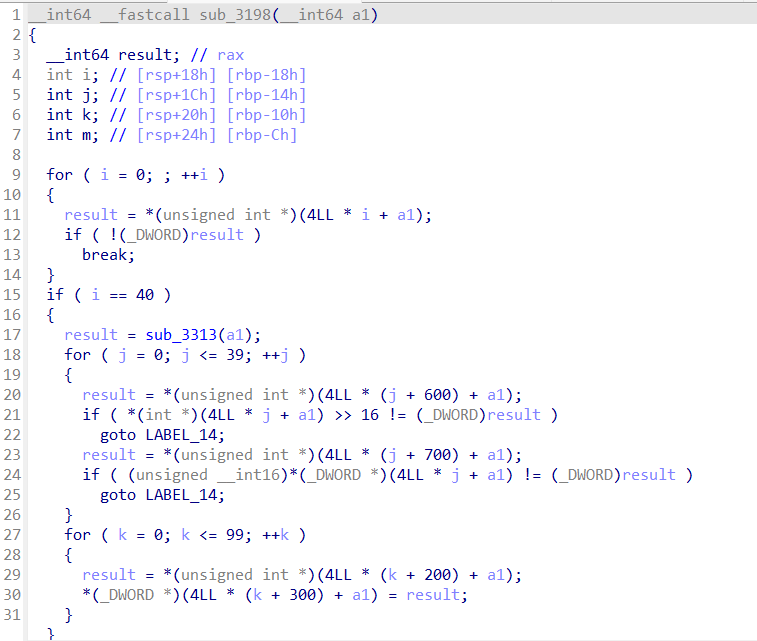 1 __int64 __fastcall sub_3198(__int64 a1)
2 {
3 __int64 result; // rax
4 int i; // [rsp+18h] [rbp-18h]
5 int j; // [rsp+1Ch] [rbp-14h]
6 int k; // [rsp+20h] [rbp-10h]
7 int m; // [rsp+24h] [rbp-Ch]
8
9 for ( i = 0; ; ++i )
10 {
11 result = *(unsigned int *)(4LL * i + a1);
12 if ( !(_DWORD)result )
13 break;
14 }
15 if ( i == 40 )
16 {
17 result = sub_3313(a1);
18 for ( j = 0; j <= 39; ++j )
19 {
20 result = *(unsigned int *)(4LL * (j + 600) + a1);
21 if ( *(int *)(4LL * j + a1) >> 16 != (_DWORD)result )
22 goto LABEL_14;
23 result = *(unsigned int *)(4LL * (j + 700) + a1);
24 if ( (unsigned __int16)*(_DWORD *)(4LL * j + a1) != (_DWORD)result )
25 goto LABEL_14;
26 }
27 for ( k = 0; k <= 99; ++k )
28 {
29 result = *(unsigned int *)(4LL * (k + 200) + a1);
30 *(_DWORD *)(4LL * (k + 300) + a1) = result;
31 }
}